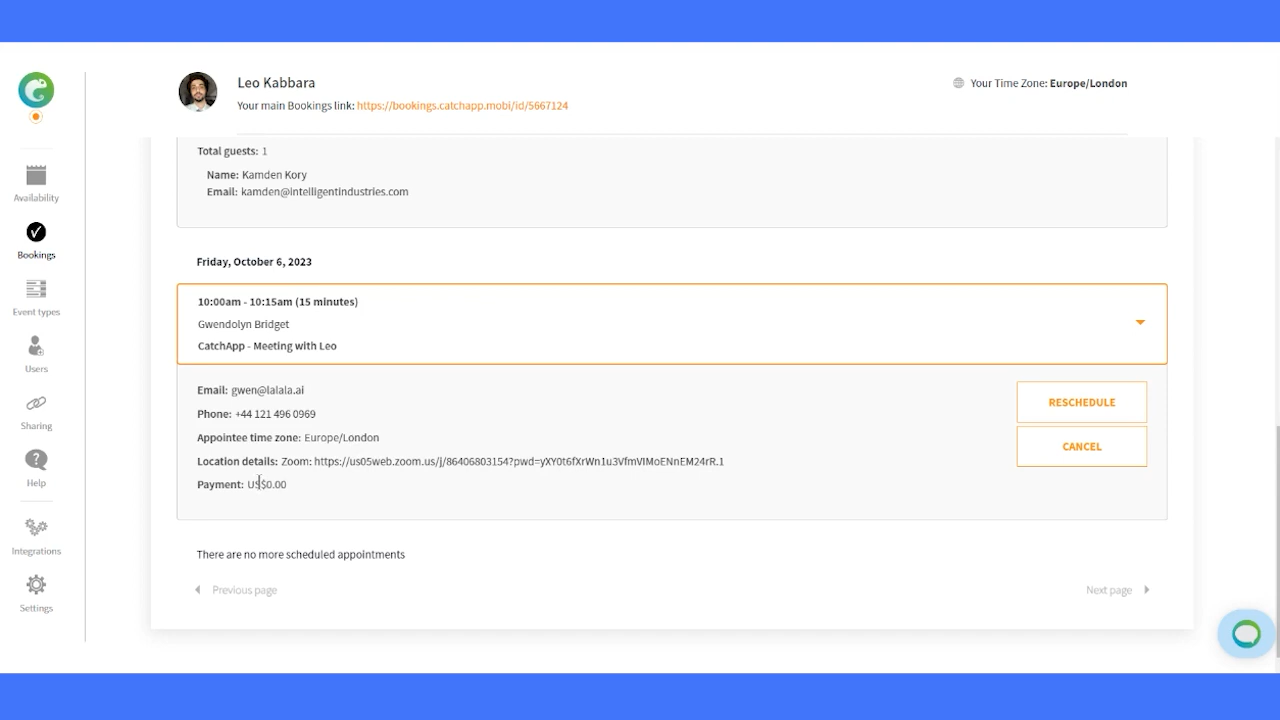 Leo Kabbara
Your main Bookings link: https://bookings.catchapp.mobi/id/5667124
Your Time Zone: Europe/London
Availability
Bookings
Event types
Users
Sharing
Help
Integrations
Settings
Total guests: 1
Name: Kamden Kory
Email: kamden@intelligentindustries.com
Friday, October 6, 2023
10:00am - 10:15am (15 minutes)
Gwendolyn Bridget
CatchApp - Meeting with Leo
Email: gwen@lalala.ai
Phone: +44 121 496 0969
Appointee time zone: Europe/London
Location details: Zoom: https://us05web.zoom.us/j/86406803154?pwd=yXY0t6fXrWn1u3VfmVIMoENnEM24rR.1
Payment: US$0.00
RESCHEDULE
CANCEL
There are no more scheduled appointments
Previous page
Next page